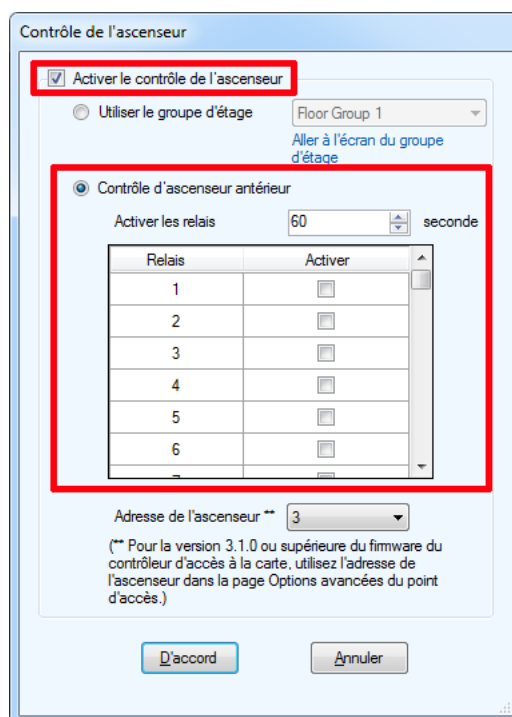 Contrôle de l'ascenseur
Activer le contrôle de l'ascenseur
Utiliser le groupe d'étage Floor Group 1
Aller à l'écran du groupe
d'étage
Contrôle d'ascenseur antérieur
Activer les relais 60 seconde
Relais Activer
1
2
3
4
5
6
Adresse de l'ascenseur ** 3
(** Pour la version 3.1.0 ou supérieure du firmware du
contrôleur d'accès à la carte, utilisez l'adresse de
l'ascenseur dans la page Options avancées du point
d'accès.)
D'accord Annuler